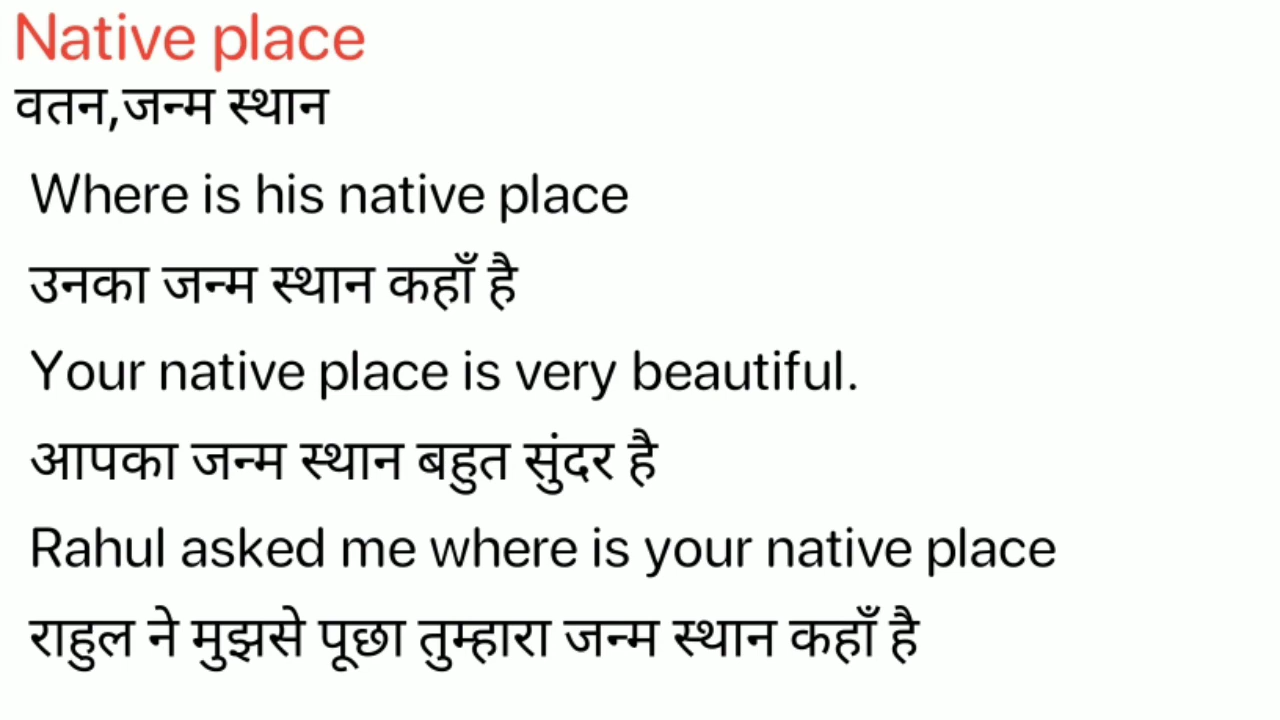 Native place
वतन,जन्म स्थान
Where is his native place
उनका जन्म स्थान कहाँ है
Your native place is very beautiful.
आपका जन्म स्थान बहुत सुंदर है
Rahul asked me where is your native place
राहुल ने मुझसे पूछा तुम्हारा जन्म स्थान कहाँ है